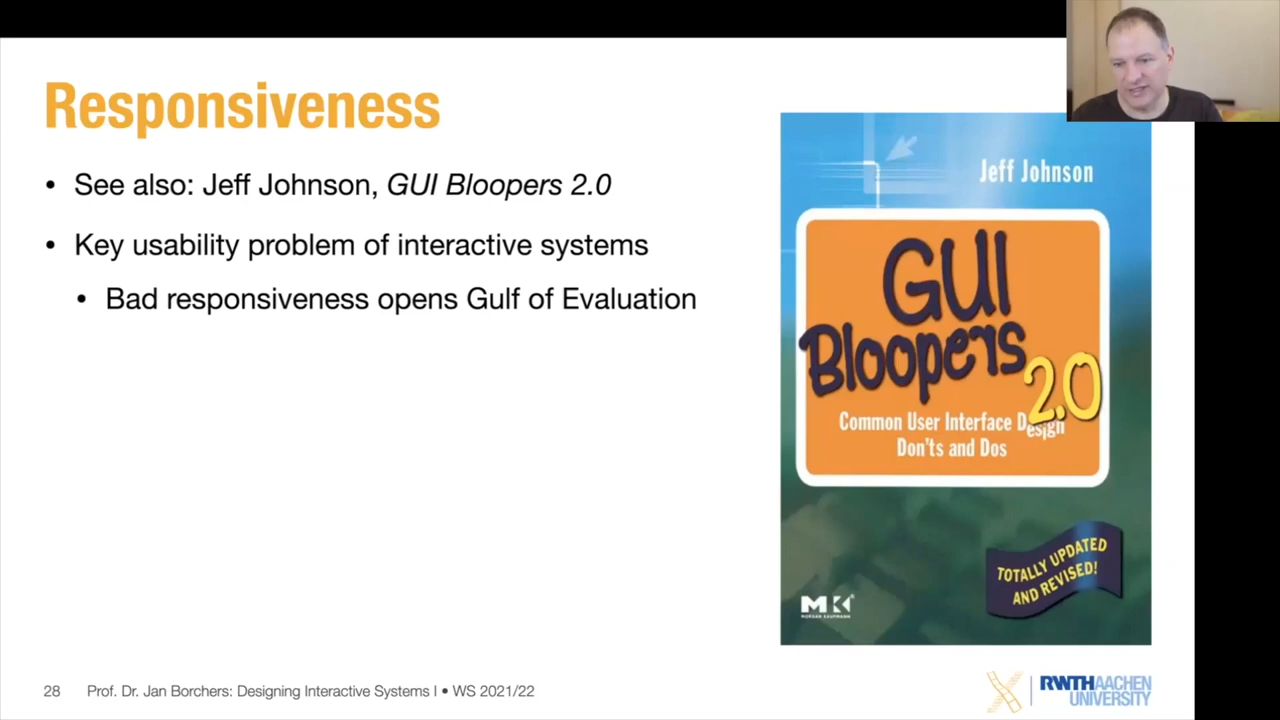 Responsiveness
• See also: Jeff Johnson, GUI Bloopers 2.0
• Key usability problem of interactive systems
• Bad responsiveness opens Gulf of Evaluation
Jeff Johnson
GUI
Bloopers
2.0
Common User Interface Design
Don'ts and Dos
TOTALLY UPDATED
AND REVISED!
MK®
MORGAN KAUFMANN
28 Prof. Dr. Jan Borchers: Designing Interactive Systems I • WS 2021/22
RWTHAACHEN
UNIVERSITY